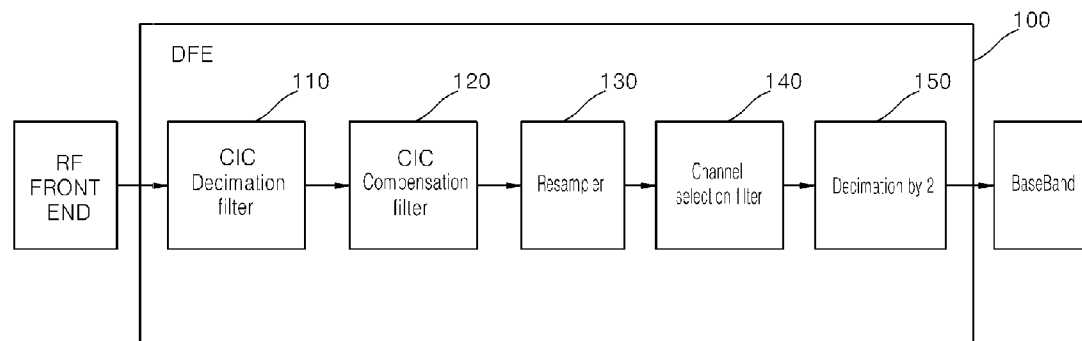 100
DFE
110
120
130
140
150
RF
FRONT
END
CIC
Decimation
filter
CIC
Compensation
filter
Resampler
Channel
selection filter
Decimation by 2
BaseBand